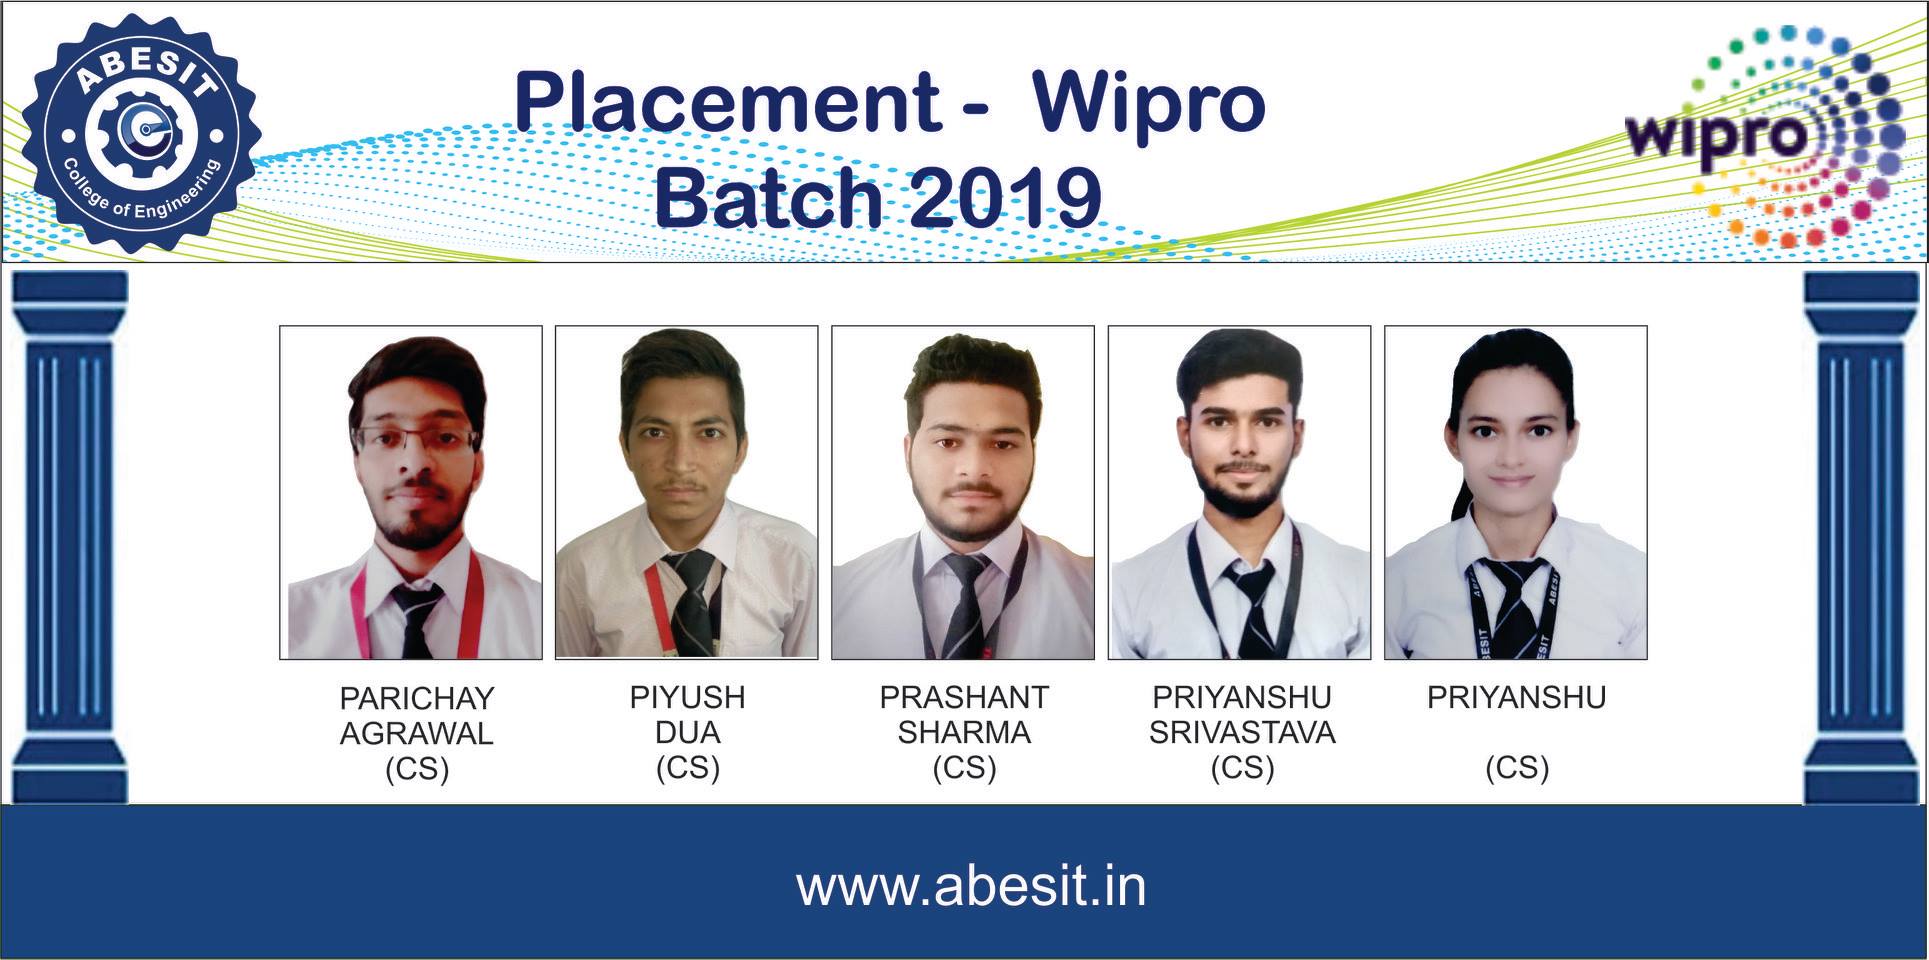 ABESIT
College of Engineering
Placement - Wipro
Batch 2019
wipro
PARICHAY
AGRAWAL
(CS)
PIYUSH
DUA
(CS)
PRASHANT
SHARMA
(CS)
PRIYANSHU
SRIVASTAVA
(CS)
PRIYANSHU
(CS)
ABESIT
www.abesit.in